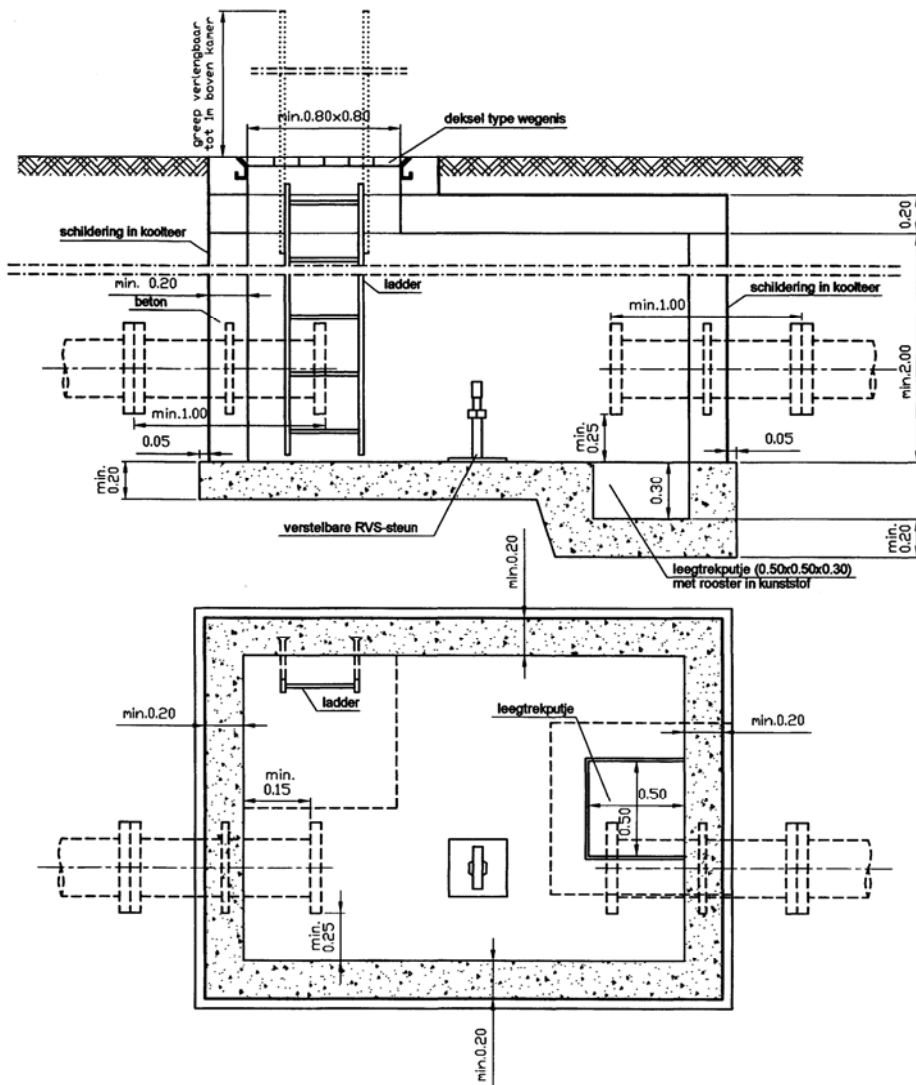 greep verlengbaar
tot 1m boven kamer
min.0.80x0.80
deksel type wegenis
0.20
schildering in koolteer
min. 0.20
beton
ladder
min.1.00
schildering in koolteer
min.2.00
min.1.00
min.
0.25
0.05
0.05
min.
0.20
0.30
min.
0.20
verstelbare RVS-steun
leegtrekputje (0.50x0.50x0.30)
met rooster in kunststof
min.0.20
ladder
leegtrekputje
min.0.20
min.0.20
min.
0.15
0.50
0.50
min.
0.25
min.0.20